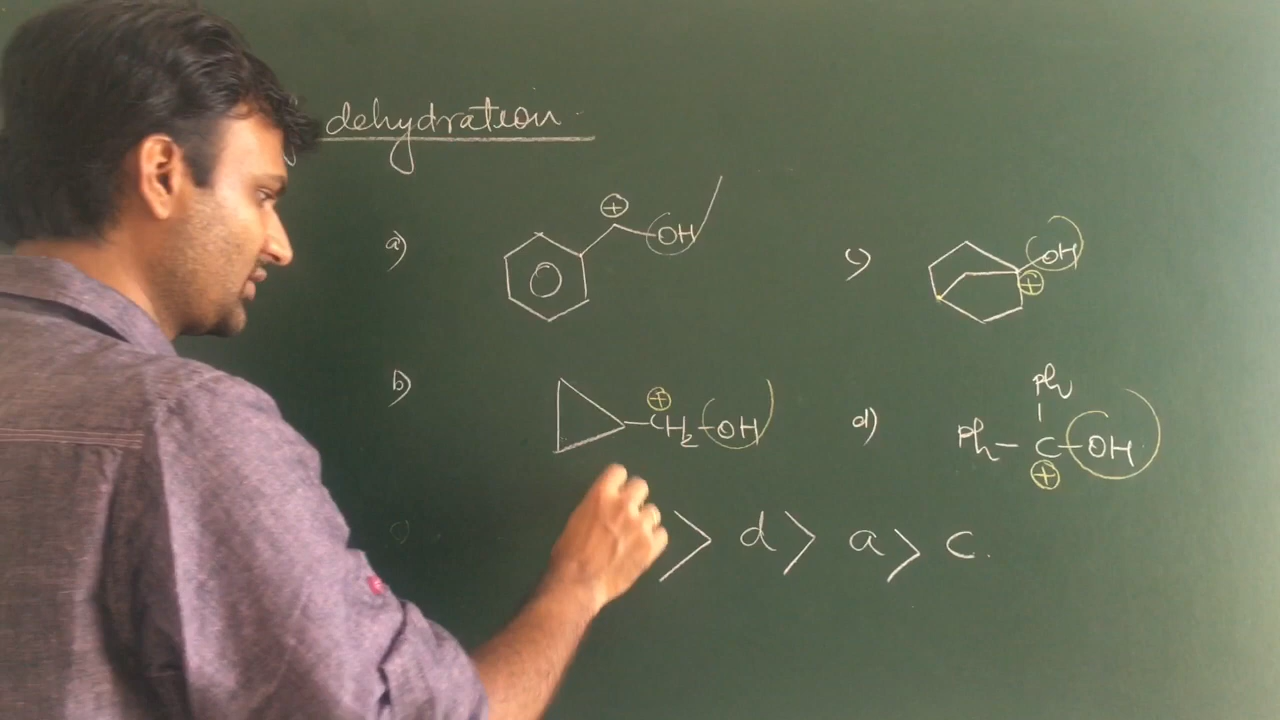 dehydration
a) ⊕ OH
c) OH ⊕
b) ⊕ CH₂-OH
d) Ph
Ph-C-OH
⊕
> d > a > c.